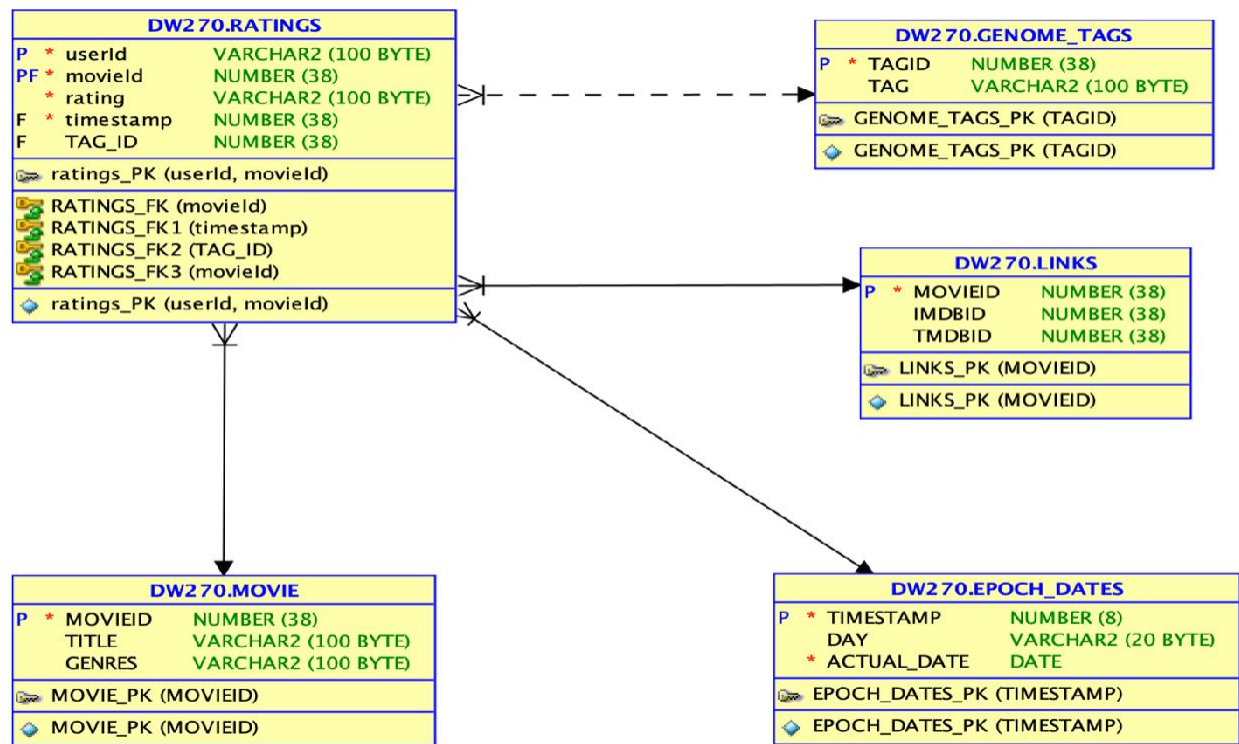 DW270.RATINGS
P * userId VARCHAR2 (100 BYTE)
PF * movieId NUMBER (38)
* rating VARCHAR2 (100 BYTE)
F * timestamp NUMBER (38)
F TAG_ID NUMBER (38)
ratings_PK (userId, movieId)
RATINGS_FK (movieId)
RATINGS_FK1 (timestamp)
RATINGS_FK2 (TAG_ID)
RATINGS_FK3 (movieId)
ratings_PK (userId, movieId)
DW270.GENOME_TAGS
P * TAGID NUMBER (38)
TAG VARCHAR2 (100 BYTE)
GENOME_TAGS_PK (TAGID)
GENOME_TAGS_PK (TAGID)
DW270.LINKS
P * MOVIEID NUMBER (38)
IMDBID NUMBER (38)
TMDBID NUMBER (38)
LINKS_PK (MOVIEID)
LINKS_PK (MOVIEID)
DW270.MOVIE
P * MOVIEID NUMBER (38)
TITLE VARCHAR2 (100 BYTE)
GENRES VARCHAR2 (100 BYTE)
MOVIE_PK (MOVIEID)
MOVIE_PK (MOVIEID)
DW270.EPOCH_DATES
P * TIMESTAMP NUMBER (8)
DAY VARCHAR2 (20 BYTE)
* ACTUAL_DATE DATE
EPOCH_DATES_PK (TIMESTAMP)
EPOCH_DATES_PK (TIMESTAMP)